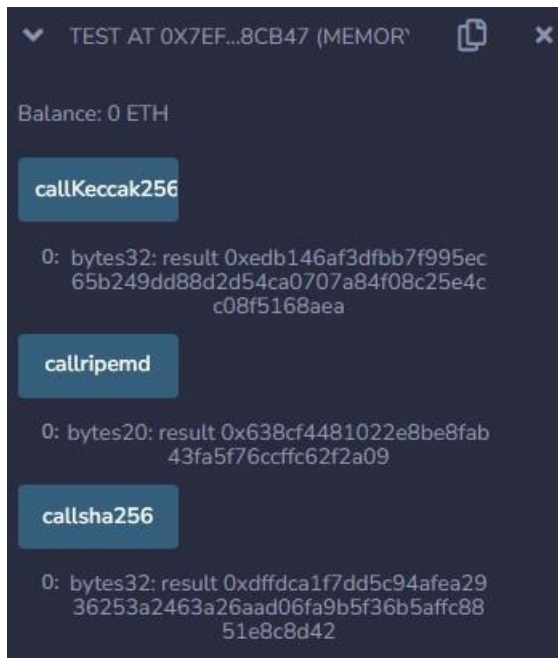 TEST AT 0X7EF...8CB47 (MEMORY
Balance: 0 ETH
callKeccak256
0: bytes32: result 0xedb146af3dfbb7f995ec
65b249dd88d2d54ca0707a84f08c25e4c
c08f5168aea
callripemd
0: bytes20: result 0x638cf4481022e8be8fab
43fa5f76ccffc62f2a09
callsha256
0: bytes32: result 0xdffdca1f7dd5c94afea29
36253a2463a26aad06fa9b5f36b5affc88
51e8c8d42